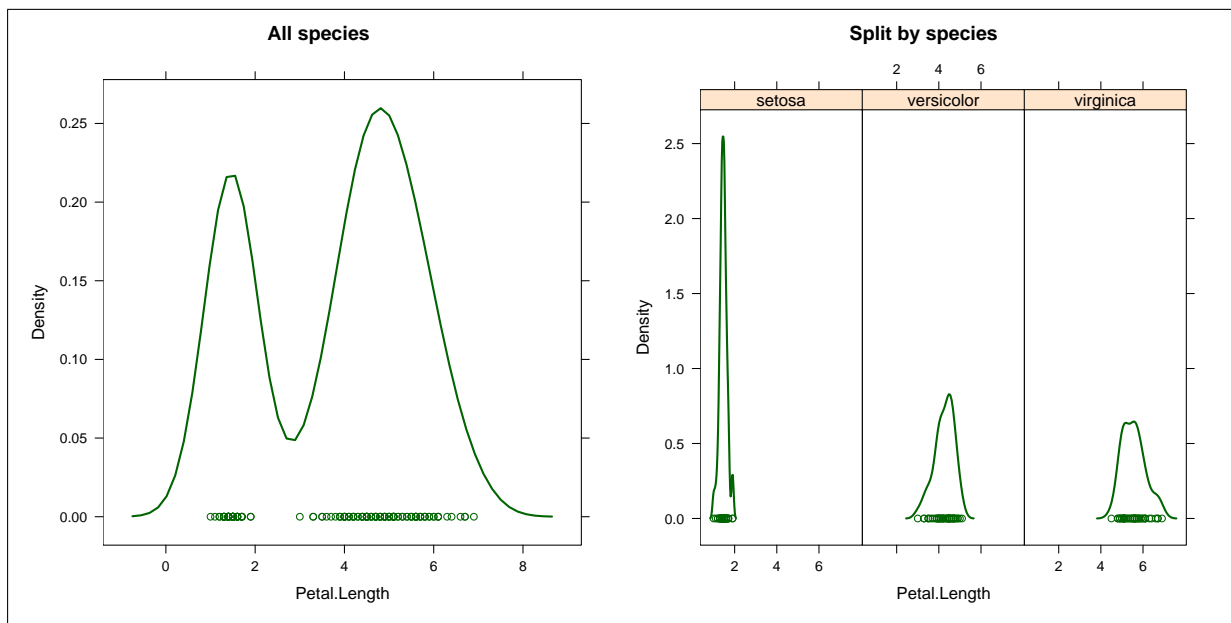 All species
0.25
0.20
0.15
0.10
0.05
0.00
Density
0 2 4 6 8
Petal.Length
Split by species
2 4 6
setosa versicolor virginica
2.5
2.0
1.5
1.0
0.5
0.0
Density
2 4 6 2 4 6
Petal.Length